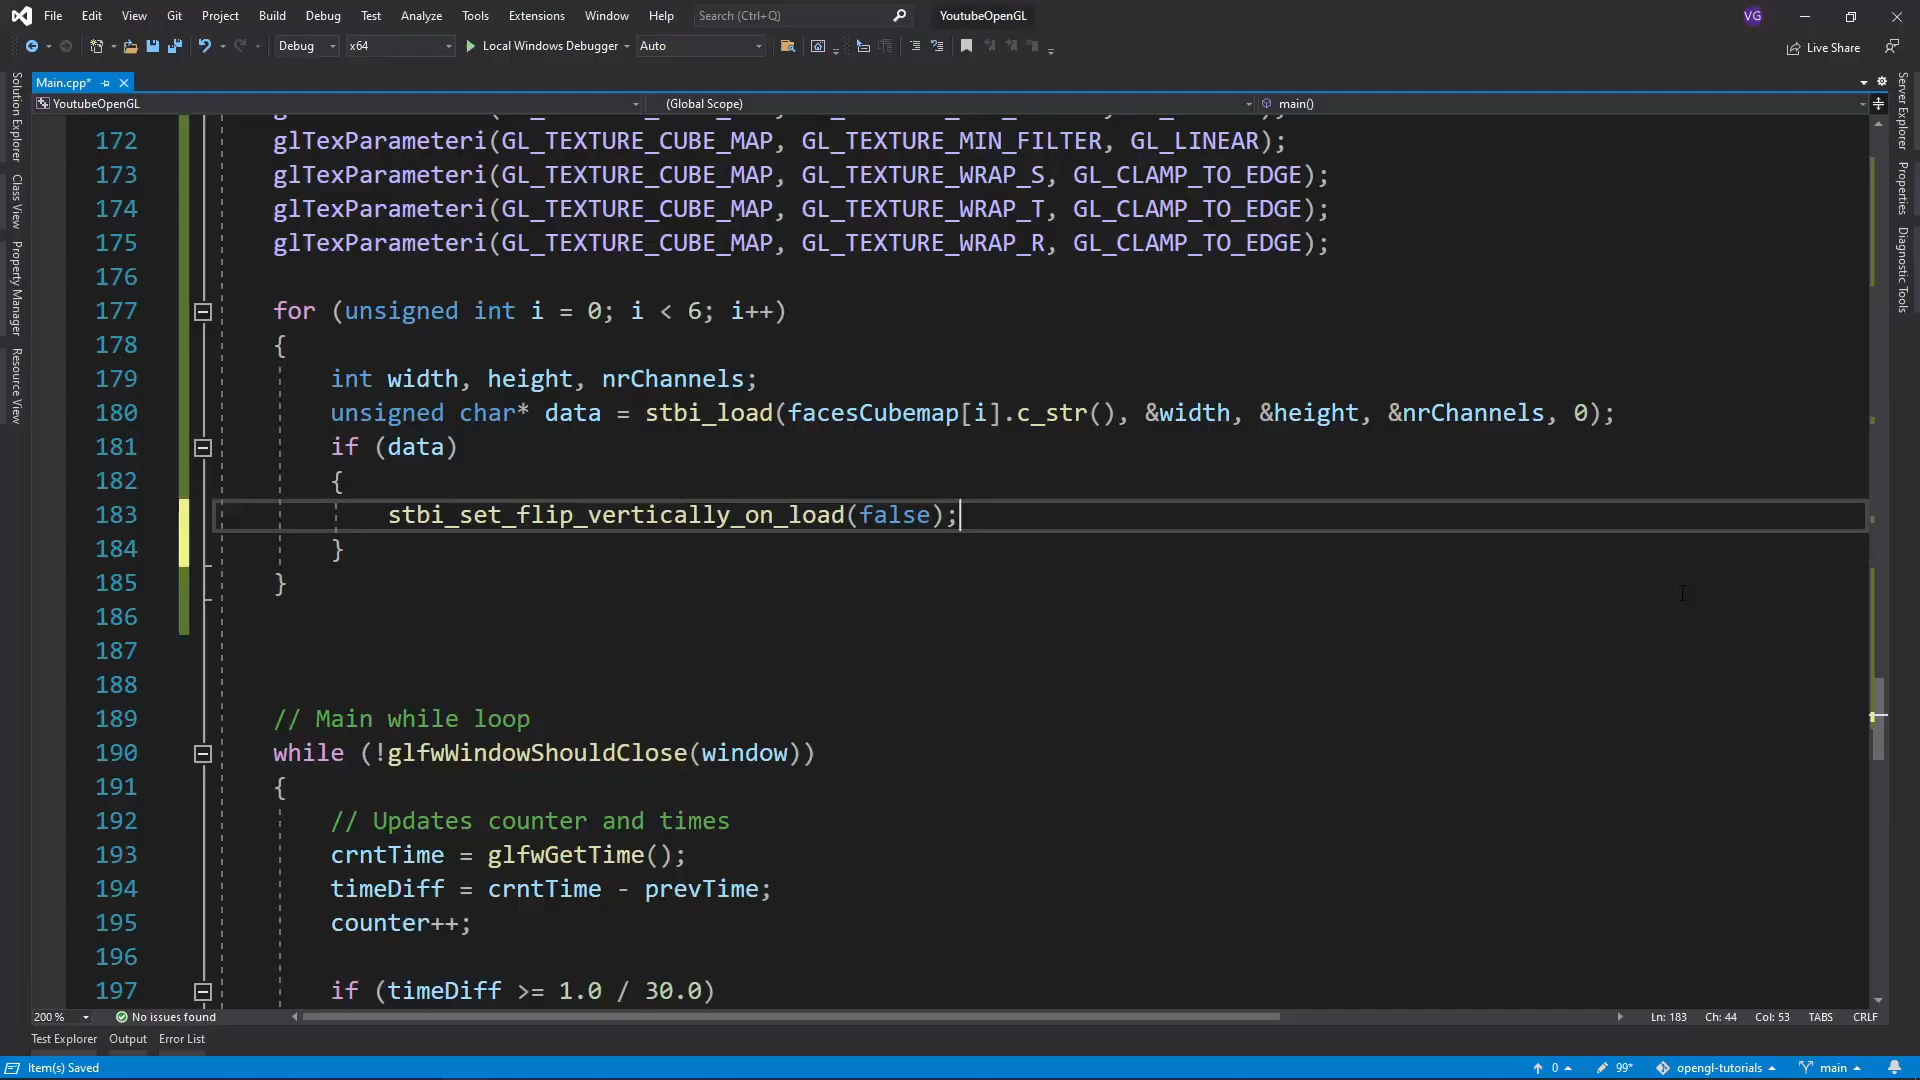 File Edit View Git Project Build Debug Test Analyze Tools Extensions Window Help Search (Ctrl+Q) YoutubeOpenGL VG
Debug x64 Local Windows Debugger Auto Live Share
Main.cpp*
YoutubeOpenGL (Global Scope) main()
Solution Explorer
Class View
Property Manager
Resource View
172 glTexParameteri(GL_TEXTURE_CUBE_MAP, GL_TEXTURE_MIN_FILTER, GL_LINEAR);
173 glTexParameteri(GL_TEXTURE_CUBE_MAP, GL_TEXTURE_WRAP_S, GL_CLAMP_TO_EDGE);
174 glTexParameteri(GL_TEXTURE_CUBE_MAP, GL_TEXTURE_WRAP_T, GL_CLAMP_TO_EDGE);
175 glTexParameteri(GL_TEXTURE_CUBE_MAP, GL_TEXTURE_WRAP_R, GL_CLAMP_TO_EDGE);
176
177 for (unsigned int i = 0; i < 6; i++)
178 {
179 int width, height, nrChannels;
180 unsigned char* data = stbi_load(facesCubemap[i].c_str(), &width, &height, &nrChannels, 0);
181 if (data)
182 {
183 stbi_set_flip_vertically_on_load(false);
184 }
185 }
186
187
188
189 // Main while loop
190 while (!glfwWindowShouldClose(window))
191 {
192 // Updates counter and times
193 crntTime = glfwGetTime();
194 timeDiff = crntTime - prevTime;
195 counter++;
196
197 if (timeDiff >= 1.0 / 30.0)
Server Explorer
Properties
Diagnostic Tools
200 % No issues found Ln: 183 Ch: 44 Col: 53 TABS CRLF
Test Explorer Output Error List
Item(s) Saved 0 99* opengl-tutorials main